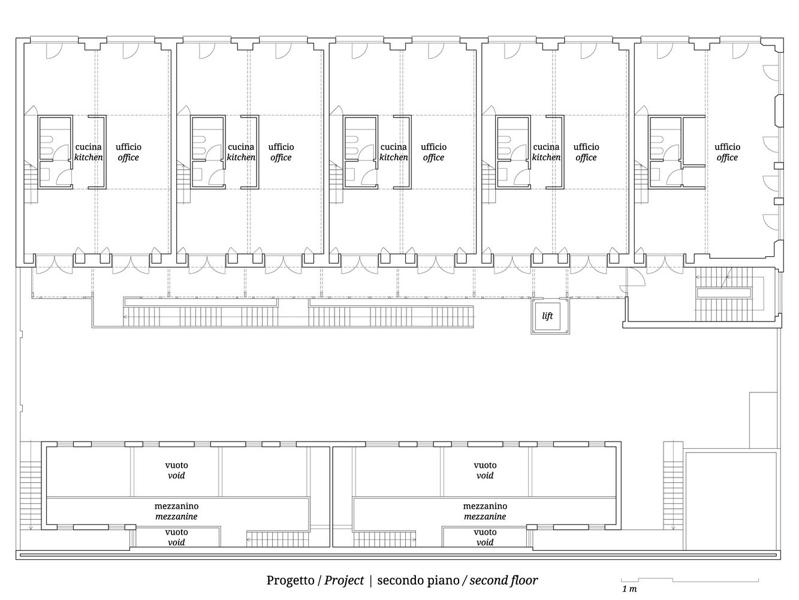 cucina ufficio cucina ufficio cucina ufficio cucina ufficio ufficio
kitchen office kitchen office kitchen office kitchen office office
lift
vuoto vuoto
void void
mezzanino mezzanino
mezzanine mezzanine
vuoto vuoto
void void
Progetto / Project | secondo piano / second floor
1 m